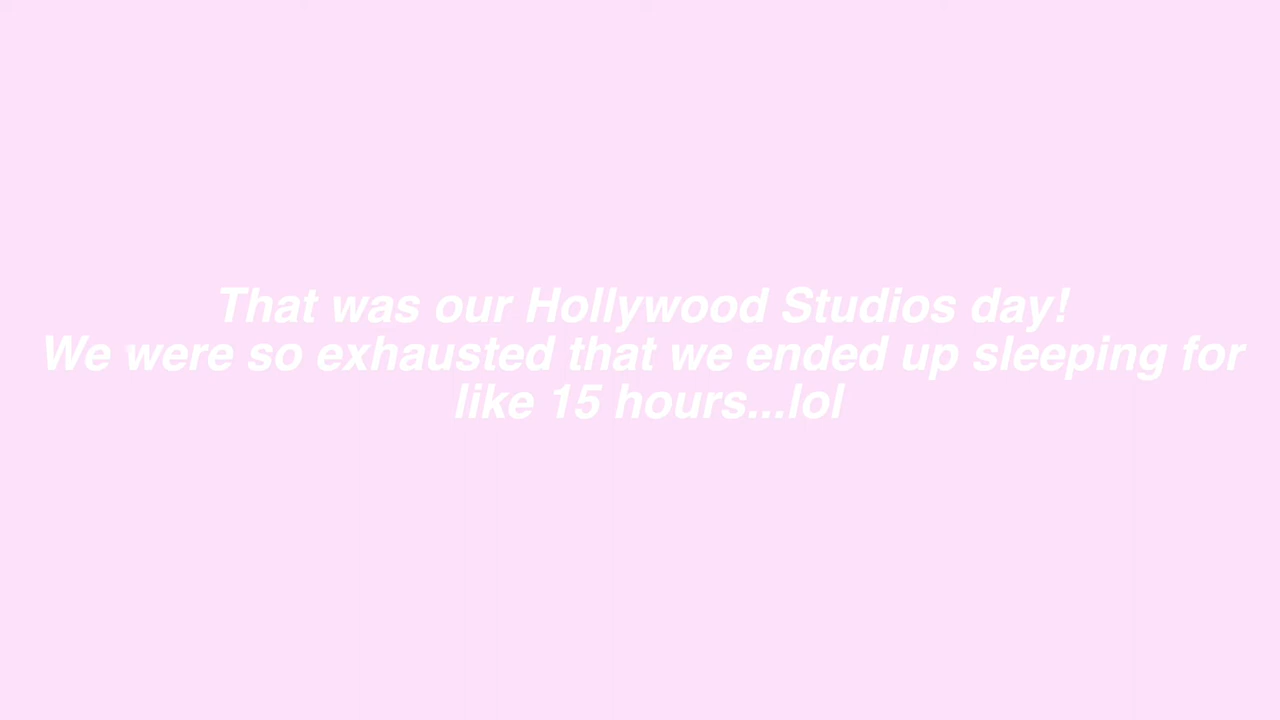 That was our Hollywood Studios day!
We were so exhausted that we ended up sleeping for
like 15 hours...lol